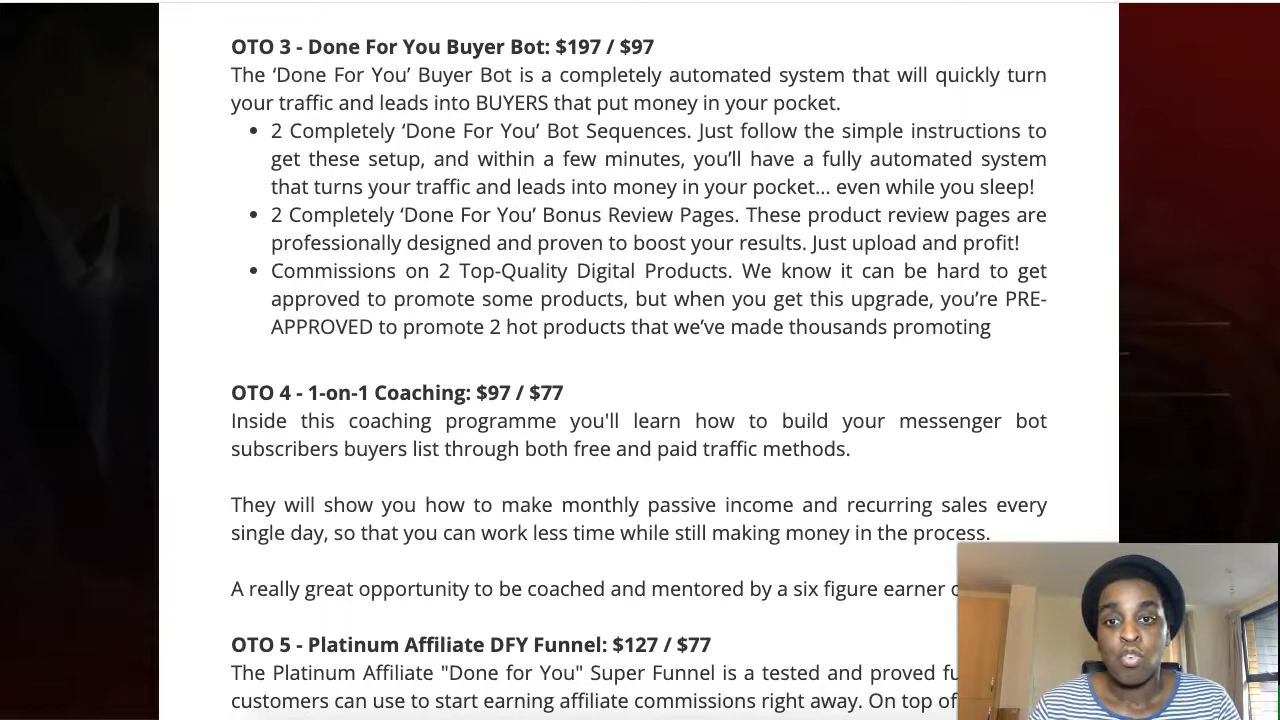 OTO 3 - Done For You Buyer Bot: $197 / $97
The ‘Done For You’ Buyer Bot is a completely automated system that will quickly turn
your traffic and leads into BUYERS that put money in your pocket.
• 2 Completely ‘Done For You’ Bot Sequences. Just follow the simple instructions to
get these setup, and within a few minutes, you’ll have a fully automated system
that turns your traffic and leads into money in your pocket... even while you sleep!
• 2 Completely ‘Done For You’ Bonus Review Pages. These product review pages are
professionally designed and proven to boost your results. Just upload and profit!
• Commissions on 2 Top-Quality Digital Products. We know it can be hard to get
approved to promote some products, but when you get this upgrade, you’re PRE-
APPROVED to promote 2 hot products that we’ve made thousands promoting
OTO 4 - 1-on-1 Coaching: $97 / $77
Inside this coaching programme you'll learn how to build your messenger bot
subscribers buyers list through both free and paid traffic methods.
They will show you how to make monthly passive income and recurring sales every
single day, so that you can work less time while still making money in the process.
A really great opportunity to be coached and mentored by a six figure earner
OTO 5 - Platinum Affiliate DFY Funnel: $127 / $77
The Platinum Affiliate "Done for You" Super Funnel is a tested and proved
customers can use to start earning affiliate commissions right away. On top of